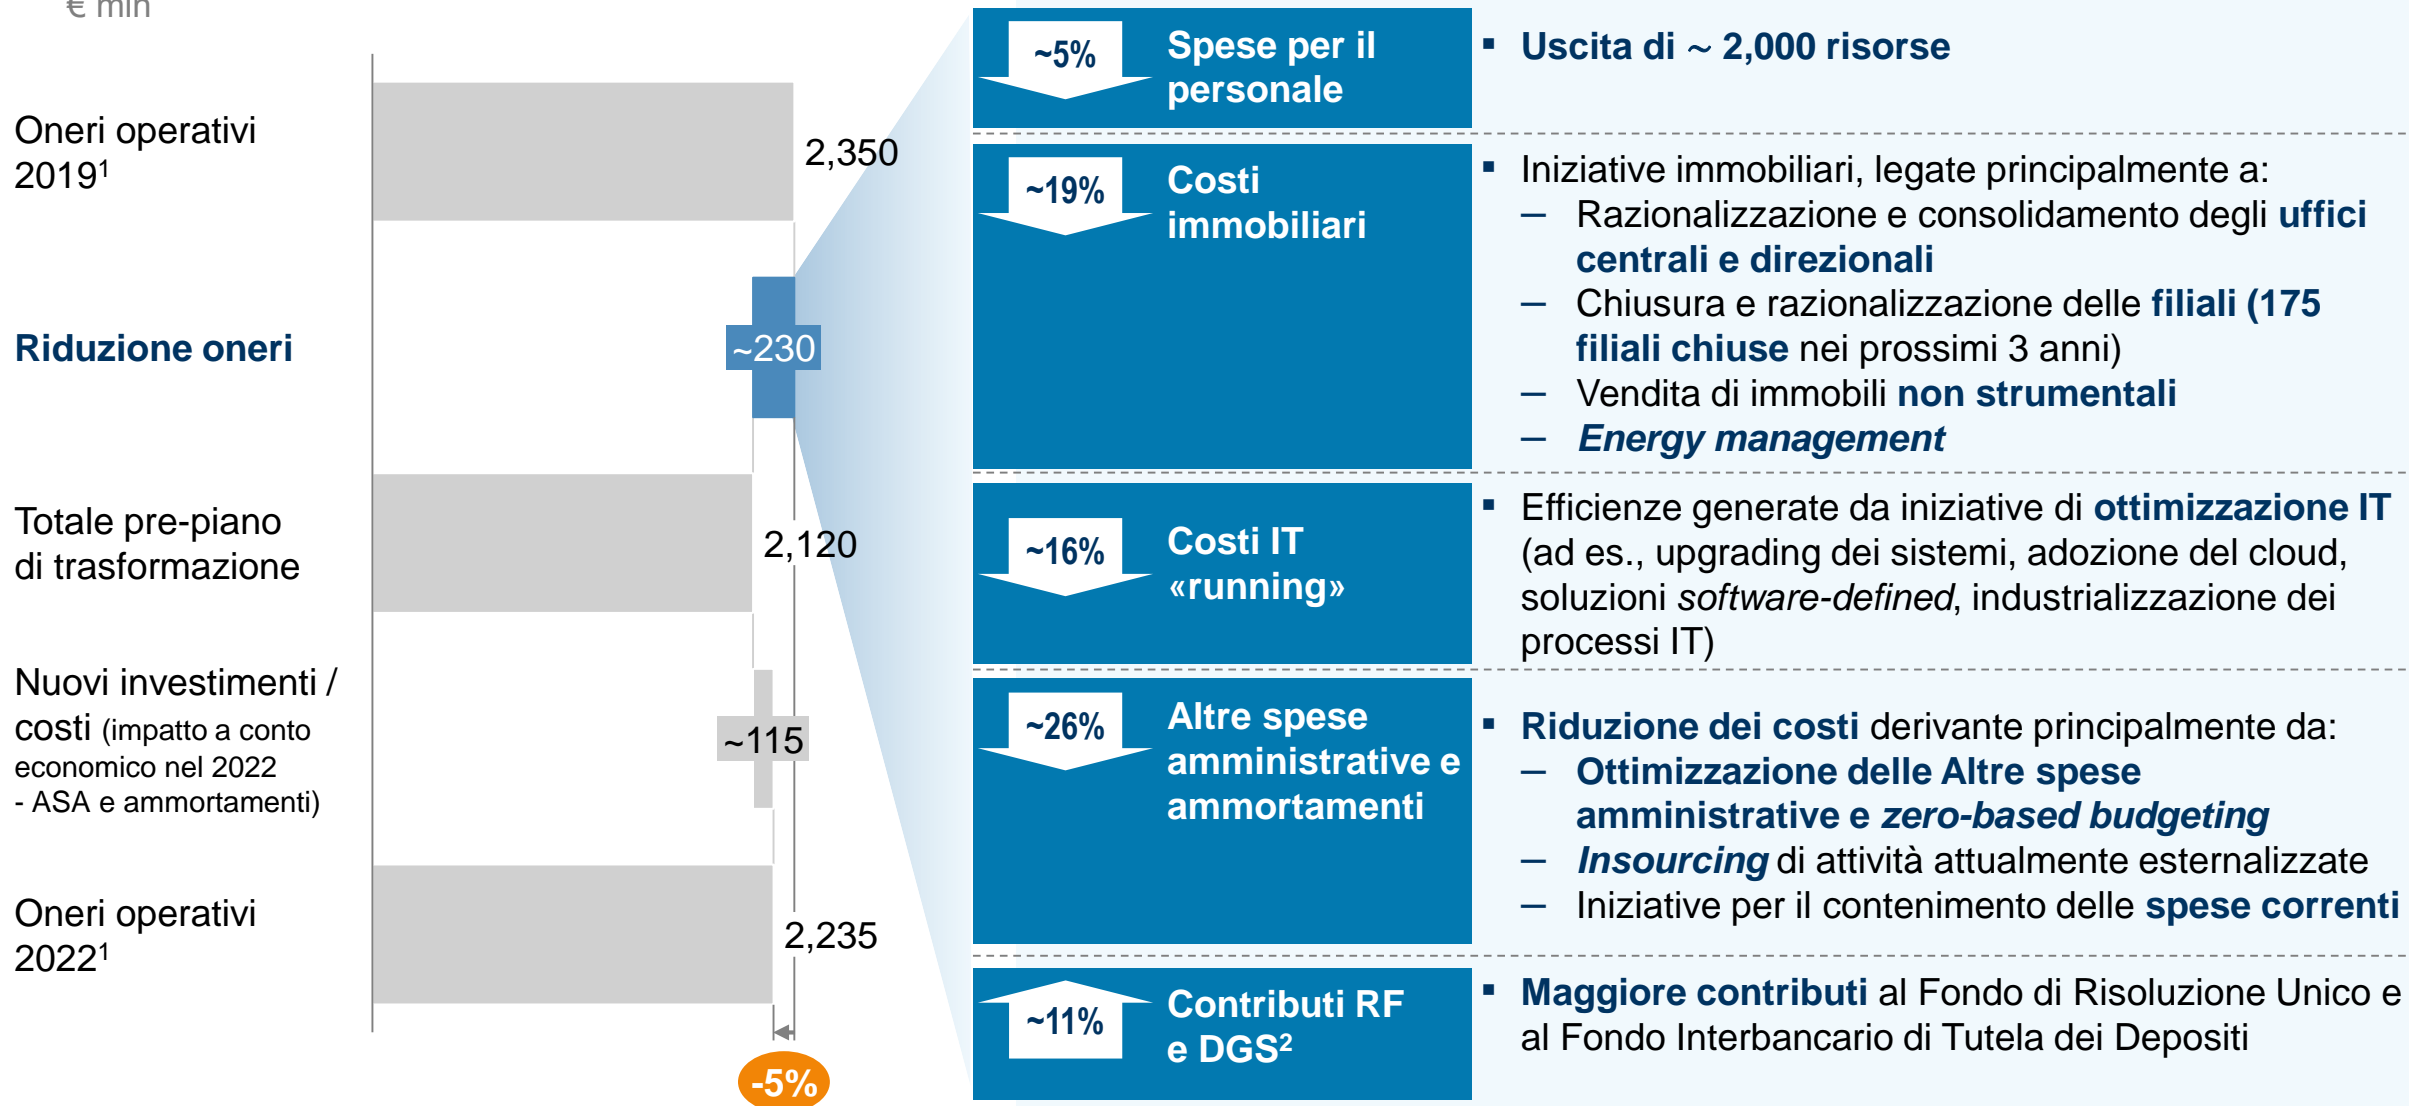 € mln
Oneri operativi
2019¹
2,350
Riduzione oneri
~230
Totale pre-piano
di trasformazione
2,120
Nuovi investimenti /
costi (impatto a conto
economico nel 2022
- ASA e ammortamenti)
~115
Oneri operativi
2022¹
2,235
-5%
~5%
Spese per il
personale
▪ Uscita di ~ 2,000 risorse
~19%
Costi
immobiliari
▪ Iniziative immobiliari, legate principalmente a:
– Razionalizzazione e consolidamento degli uffici
centrali e direzionali
– Chiusura e razionalizzazione delle filiali (175
filiali chiuse nei prossimi 3 anni)
– Vendita di immobili non strumentali
– Energy management
~16%
Costi IT
«running»
▪ Efficienze generate da iniziative di ottimizzazione IT
(ad es., upgrading dei sistemi, adozione del cloud,
soluzioni software-defined, industrializzazione dei
processi IT)
~26%
Altre spese
amministrative e
ammortamenti
▪ Riduzione dei costi derivante principalmente da:
– Ottimizzazione delle Altre spese
amministrative e zero-based budgeting
– Insourcing di attività attualmente esternalizzate
– Iniziative per il contenimento delle spese correnti
~11%
Contributi RF
e DGS²
▪ Maggiore contributi al Fondo di Risoluzione Unico e
al Fondo Interbancario di Tutela dei Depositi